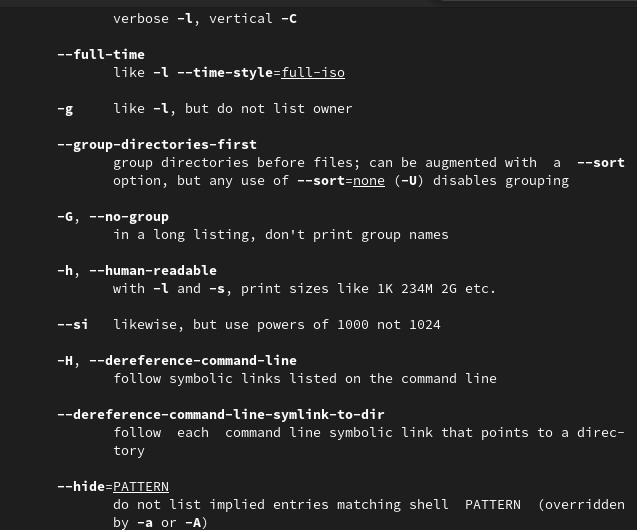 verbose -l, vertical -C
--full-time
like -l --time-style=full-iso
-g like -l, but do not list owner
--group-directories-first
group directories before files; can be augmented with a --sort
option, but any use of --sort=none (-U) disables grouping
-G, --no-group
in a long listing, don't print group names
-h, --human-readable
with -l and -s, print sizes like 1K 234M 2G etc.
--si likewise, but use powers of 1000 not 1024
-H, --dereference-command-line
follow symbolic links listed on the command line
--dereference-command-line-symlink-to-dir
follow each command line symbolic link that points to a direc-
tory
--hide=PATTERN
do not list implied entries matching shell PATTERN (overridden
by -a or -A)